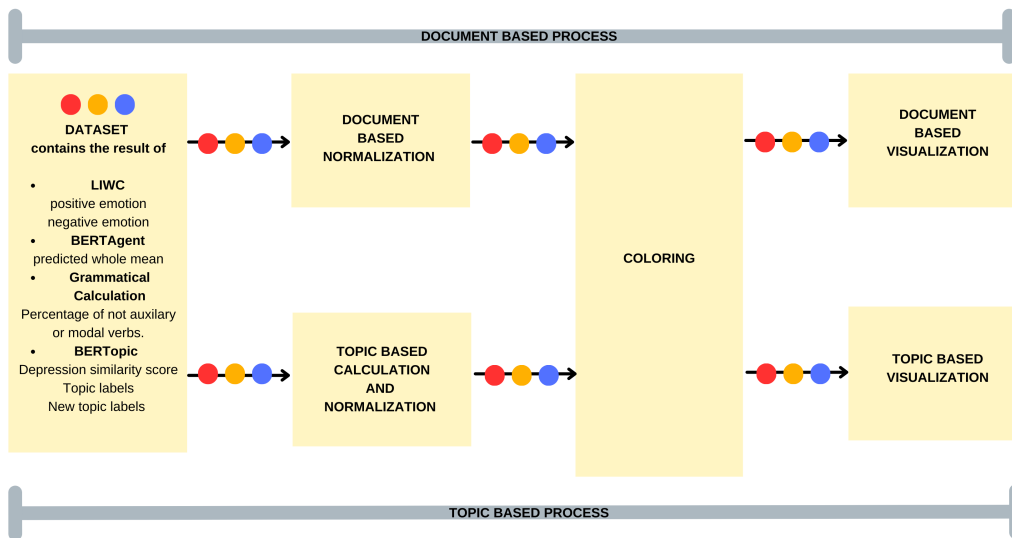 DOCUMENT BASED PROCESS
DATASET
contains the result of
• LIWC
positive emotion
negative emotion
• BERTAgent
predicted whole mean
• Grammatical
Calculation
Percentage of not auxilary
or modal verbs.
• BERTopic
Depression similarity score
Topic labels
New topic labels
DOCUMENT
BASED
NORMALIZATION
TOPIC BASED
CALCULATION
AND
NORMALIZATION
COLORING
DOCUMENT
BASED
VISUALIZATION
TOPIC BASED
VISUALIZATION
TOPIC BASED PROCESS